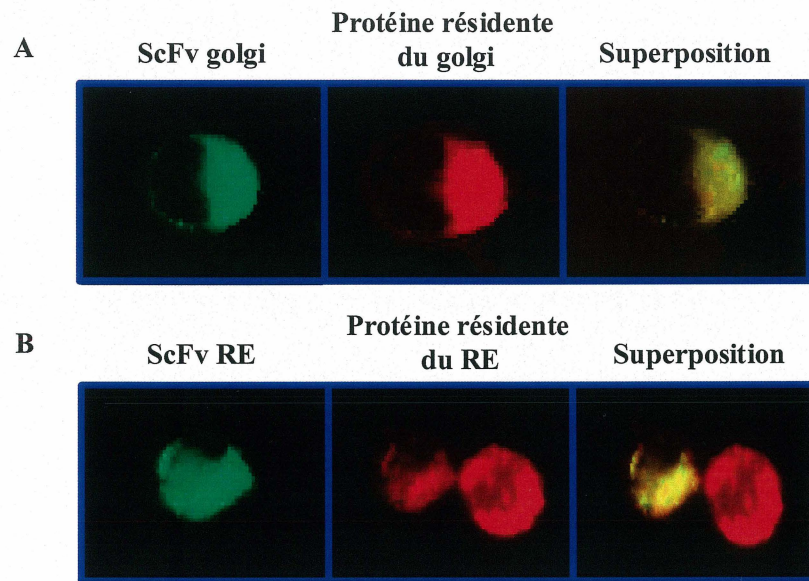 A
ScFv golgi
Protéine résidente
du golgi
Superposition
B
ScFv RE
Protéine résidente
du RE
Superposition